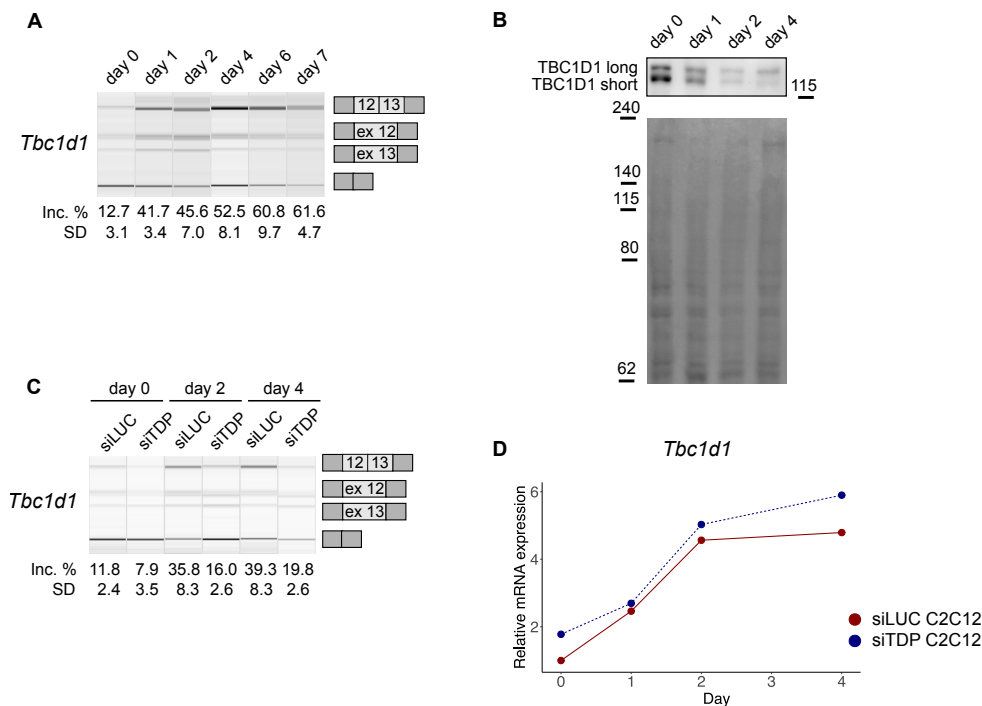 A
day 0 day 1 day 2 day 4 day 6 day 7
12 13
ex 12
Tbc1d1
ex 13
Inc. % 12.7 41.7 45.6 52.5 60.8 61.6
SD 3.1 3.4 7.0 8.1 9.7 4.7
B
day 0 day 1 day 2 day 4
TBC1D1 long
TBC1D1 short
115
240
140
115
80
62
C
day 0 day 2 day 4
siLUC siTDP siLUC siTDP siLUC siTDP
12 13
ex 12
Tbc1d1
ex 13
Inc. % 11.8 7.9 35.8 16.0 39.3 19.8
SD 2.4 3.5 8.3 2.6 8.3 2.6
D
Tbc1d1
Relative mRNA expression
6
4
2
0 1 2 3 4
Day
siLUC C2C12
siTDP C2C12